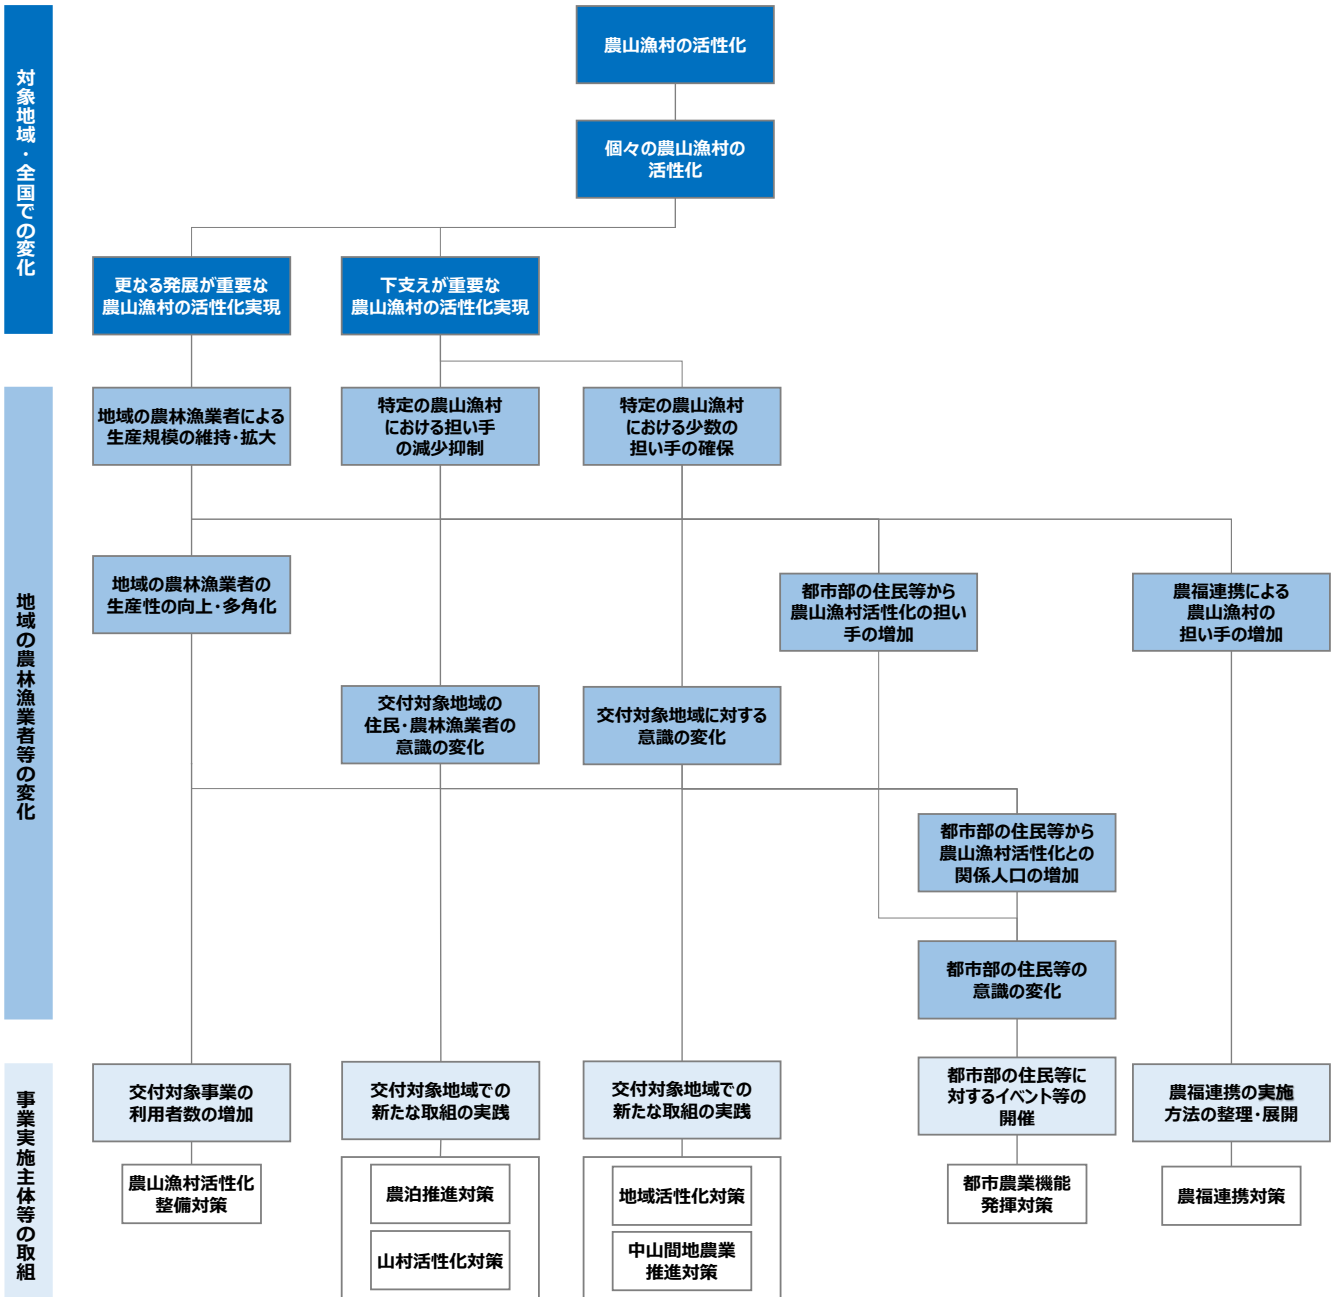 対象地域・全国での変化
農山漁村の活性化
個々の農山漁村の
活性化
更なる発展が重要な
農山漁村の活性化実現
下支えが重要な
農山漁村の活性化実現
地域の農林漁業者等の変化
地域の農林漁業者による
生産規模の維持・拡大
特定の農山漁村
における担い手
の減少抑制
特定の農山漁村
における少数の
担い手の確保
地域の農林漁業者の
生産性の向上・多角化
都市部の住民等から
農山漁村活性化の担い
手の増加
農福連携による
農山漁村の
担い手の増加
交付対象地域の
住民・農林漁業者の
意識の変化
交付対象地域に対する
意識の変化
都市部の住民等から
農山漁村活性化との
関係人口の増加
都市部の住民等の
意識の変化
事業実施主体等の取組
交付対象事業の
利用者数の増加
交付対象地域での
新たな取組の実践
交付対象地域での
新たな取組の実践
都市部の住民等に
対するイベント等の
開催
農福連携の実施
方法の整理・展開
農山漁村活性化
整備対策
農泊推進対策
山村活性化対策
地域活性化対策
中山間地農業
推進対策
都市農業機能
発揮対策
農福連携対策